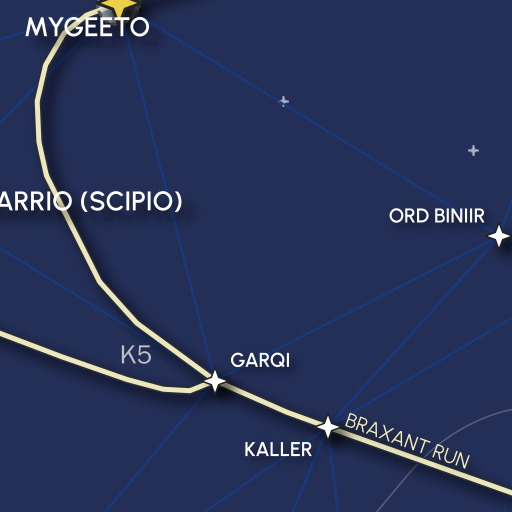 MYGEETO
ARRIO (SCIPIO)
ORD BINIIR
K5
GARQI
KALLER
BRAXANT RUN